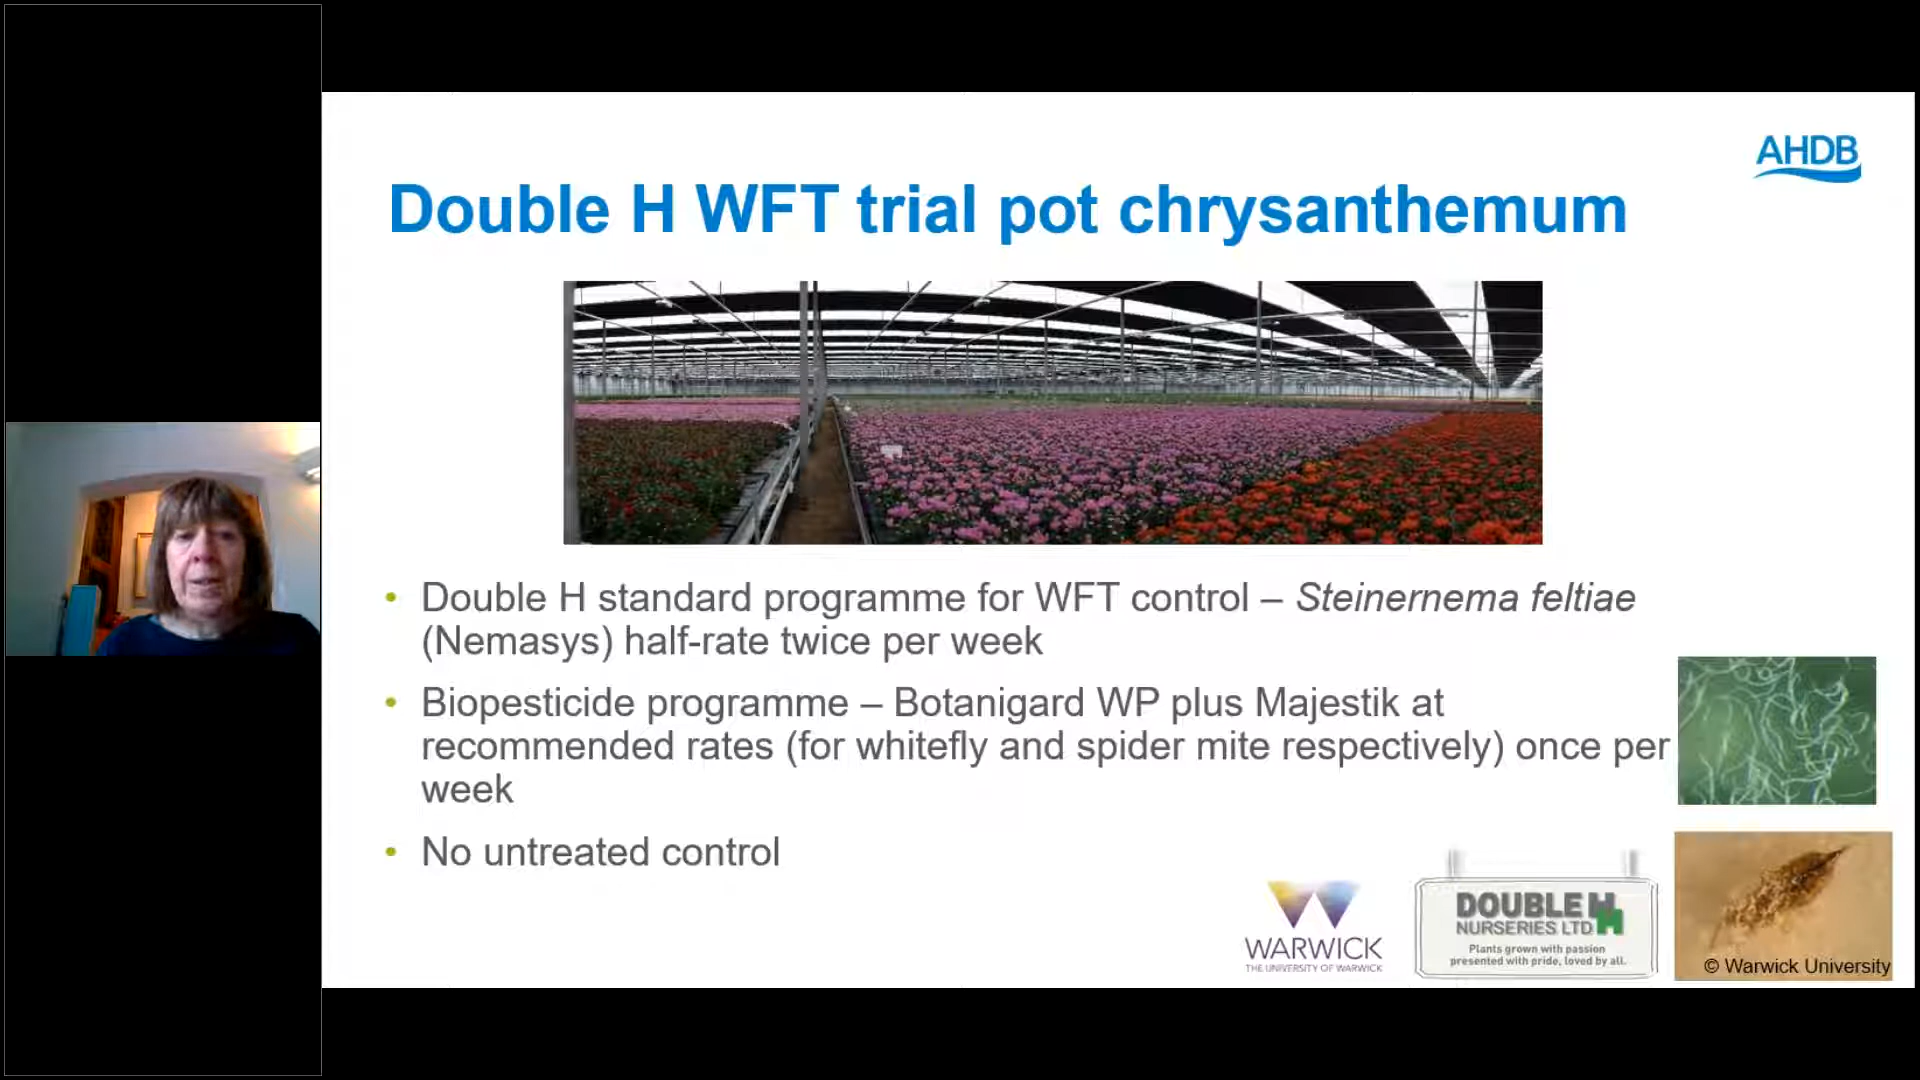 AHDB
Double H WFT trial pot chrysanthemum
• Double H standard programme for WFT control – Steinernema feltiae
(Nemasys) half-rate twice per week
• Biopesticide programme – Botanigard WP plus Majestik at
recommended rates (for whitefly and spider mite respectively) once per
week
• No untreated control
WARWICK
THE UNIVERSITY OF WARWICK
DOUBLE H
NURSERIES LTD
Plants grown with passion
presented with pride, loved by all.
© Warwick University